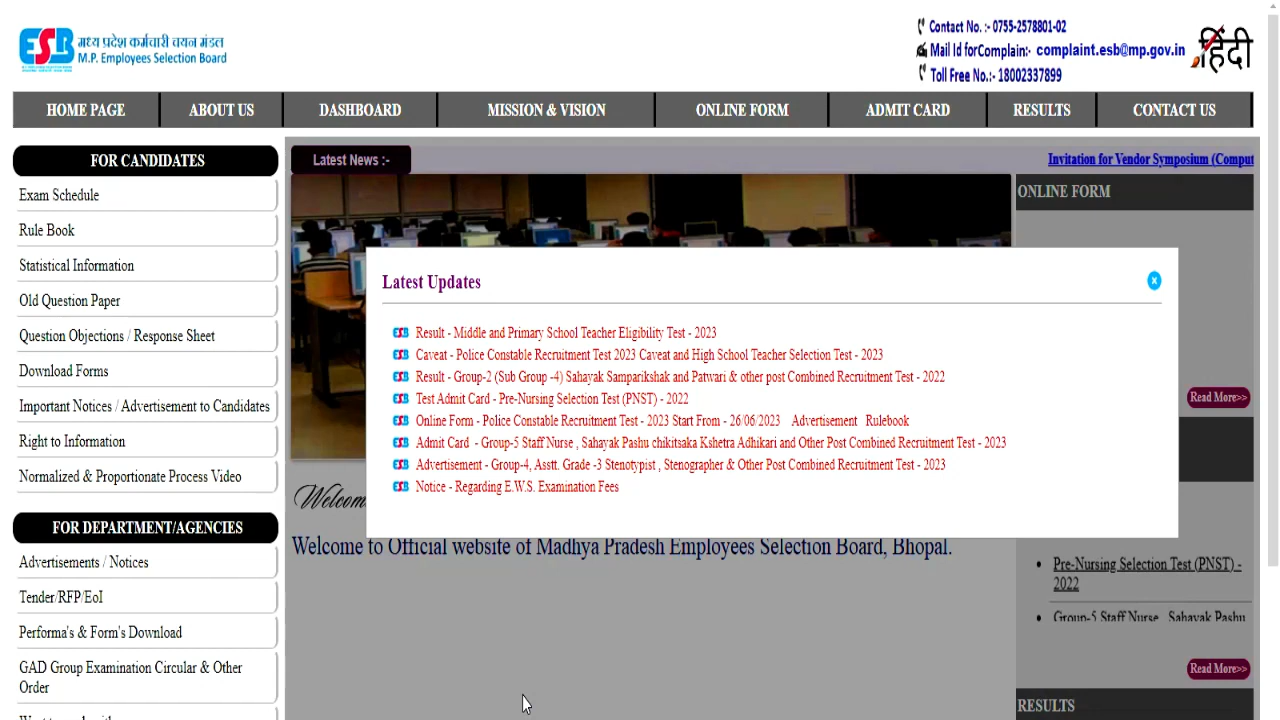 ESB
मध्य प्रदेश कर्मचारी चयन मंडल
M.P. Employees Selection Board
Contact No. :- 0755-2578801-02
Mail Id forComplain:- complaint.esb@mp.gov.in
Toll Free No.:- 18002337899
हिंदी
HOME PAGE
ABOUT US
DASHBOARD
MISSION & VISION
ONLINE FORM
ADMIT CARD
RESULTS
CONTACT US
FOR CANDIDATES
Exam Schedule
Rule Book
Statistical Information
Old Question Paper
Question Objections / Response Sheet
Download Forms
Important Notices / Advertisement to Candidates
Right to Information
Normalized & Proportionate Process Video
FOR DEPARTMENT/AGENCIES
Advertisements / Notices
Tender/RFP/EoI
Performa's & Form's Download
GAD Group Examination Circular & Other
Order
Latest News :-
Invitation for Vendor Symposium (Comput
Latest Updates
ESB Result - Middle and Primary School Teacher Eligibility Test - 2023
ESB Caveat - Police Constable Recruitment Test 2023 Caveat and High School Teacher Selection Test - 2023
ESB Result - Group-2 (Sub Group -4) Sahayak Samparikshak and Patwari & other post Combined Recruitment Test - 2022
ESB Test Admit Card - Pre-Nursing Selection Test (PNST) - 2022
ESB Online Form - Police Constable Recruitment Test - 2023 Start From - 26/06/2023 Advertisement Rulebook
ESB Admit Card - Group-5 Staff Nurse , Sahayak Pashu chikitsaka Kshetra Adhikari and Other Post Combined Recruitment Test - 2023
ESB Advertisement - Group-4, Asstt. Grade -3 Stenotypist , Stenographer & Other Post Combined Recruitment Test - 2023
ESB Notice - Regarding E.W.S. Examination Fees
Welcom
Welcome to Official website of Madhya Pradesh Employees Selection Board, Bhopal.
ONLINE FORM
Read More>>
Pre-Nursing Selection Test (PNST) -
2022
Group-5 Staff Nurse , Sahayak Pashu
Read More>>
RESULTS